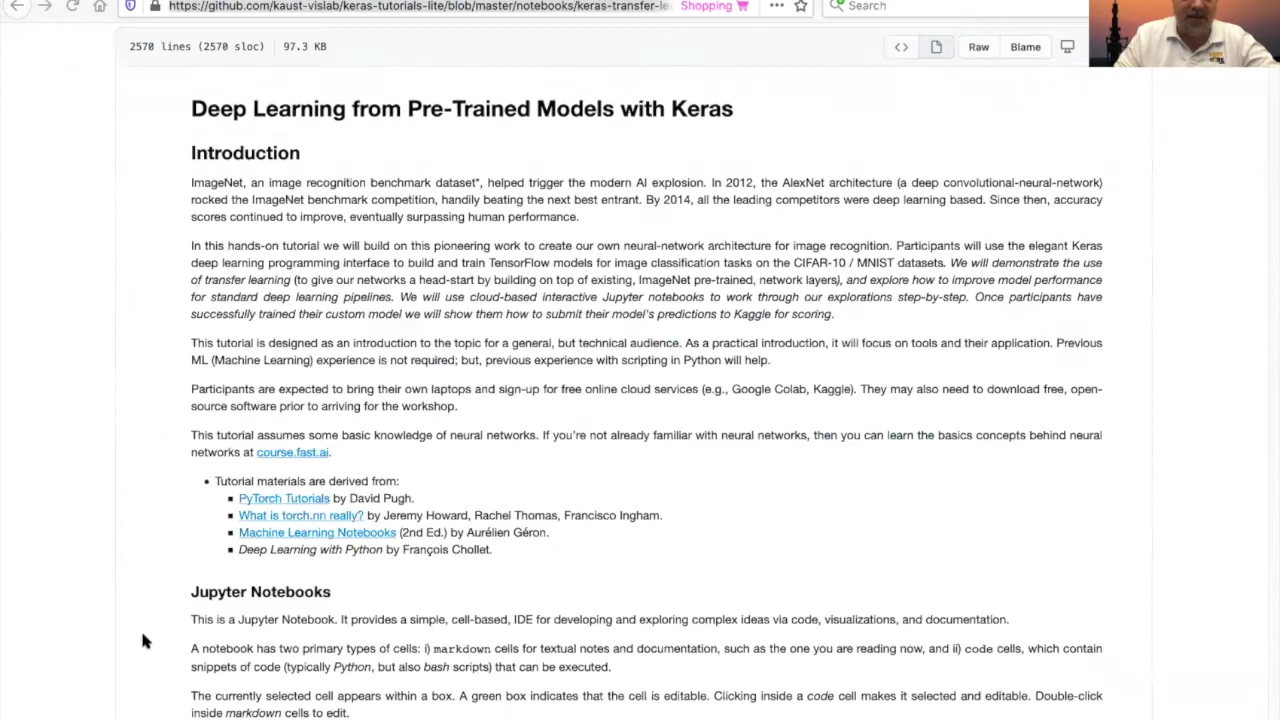 https://github.com/kaust-vislab/keras-tutorials-lite/blob/master/notebooks/keras-transfer-le
Shopping
Search
2570 lines (2570 sloc)
97.3 KB
Raw
Blame
Deep Learning from Pre-Trained Models with Keras
Introduction
ImageNet, an image recognition benchmark dataset*, helped trigger the modern AI explosion. In 2012, the AlexNet architecture (a deep convolutional-neural-network)
rocked the ImageNet benchmark competition, handily beating the next best entrant. By 2014, all the leading competitors were deep learning based. Since then, accuracy
scores continued to improve, eventually surpassing human performance.
In this hands-on tutorial we will build on this pioneering work to create our own neural-network architecture for image recognition. Participants will use the elegant Keras
deep learning programming interface to build and train TensorFlow models for image classification tasks on the CIFAR-10 / MNIST datasets. We will demonstrate the use
of transfer learning (to give our networks a head-start by building on top of existing, ImageNet pre-trained, network layers), and explore how to improve model performance
for standard deep learning pipelines. We will use cloud-based interactive Jupyter notebooks to work through our explorations step-by-step. Once participants have
successfully trained their custom model we will show them how to submit their model's predictions to Kaggle for scoring.
This tutorial is designed as an introduction to the topic for a general, but technical audience. As a practical introduction, it will focus on tools and their application. Previous
ML (Machine Learning) experience is not required; but, previous experience with scripting in Python will help.
Participants are expected to bring their own laptops and sign-up for free online cloud services (e.g., Google Colab, Kaggle). They may also need to download free, open-
source software prior to arriving for the workshop.
This tutorial assumes some basic knowledge of neural networks. If you're not already familiar with neural networks, then you can learn the basics concepts behind neural
networks at course.fast.ai.
• Tutorial materials are derived from:
▪ PyTorch Tutorials by David Pugh.
▪ What is torch.nn really? by Jeremy Howard, Rachel Thomas, Francisco Ingham.
▪ Machine Learning Notebooks (2nd Ed.) by Aurélien Géron.
▪ Deep Learning with Python by François Chollet.
Jupyter Notebooks
This is a Jupyter Notebook. It provides a simple, cell-based, IDE for developing and exploring complex ideas via code, visualizations, and documentation.
A notebook has two primary types of cells: i) markdown cells for textual notes and documentation, such as the one you are reading now, and ii) code cells, which contain
snippets of code (typically Python, but also bash scripts) that can be executed.
The currently selected cell appears within a box. A green box indicates that the cell is editable. Clicking inside a code cell makes it selected and editable. Double-click
inside markdown cells to edit.